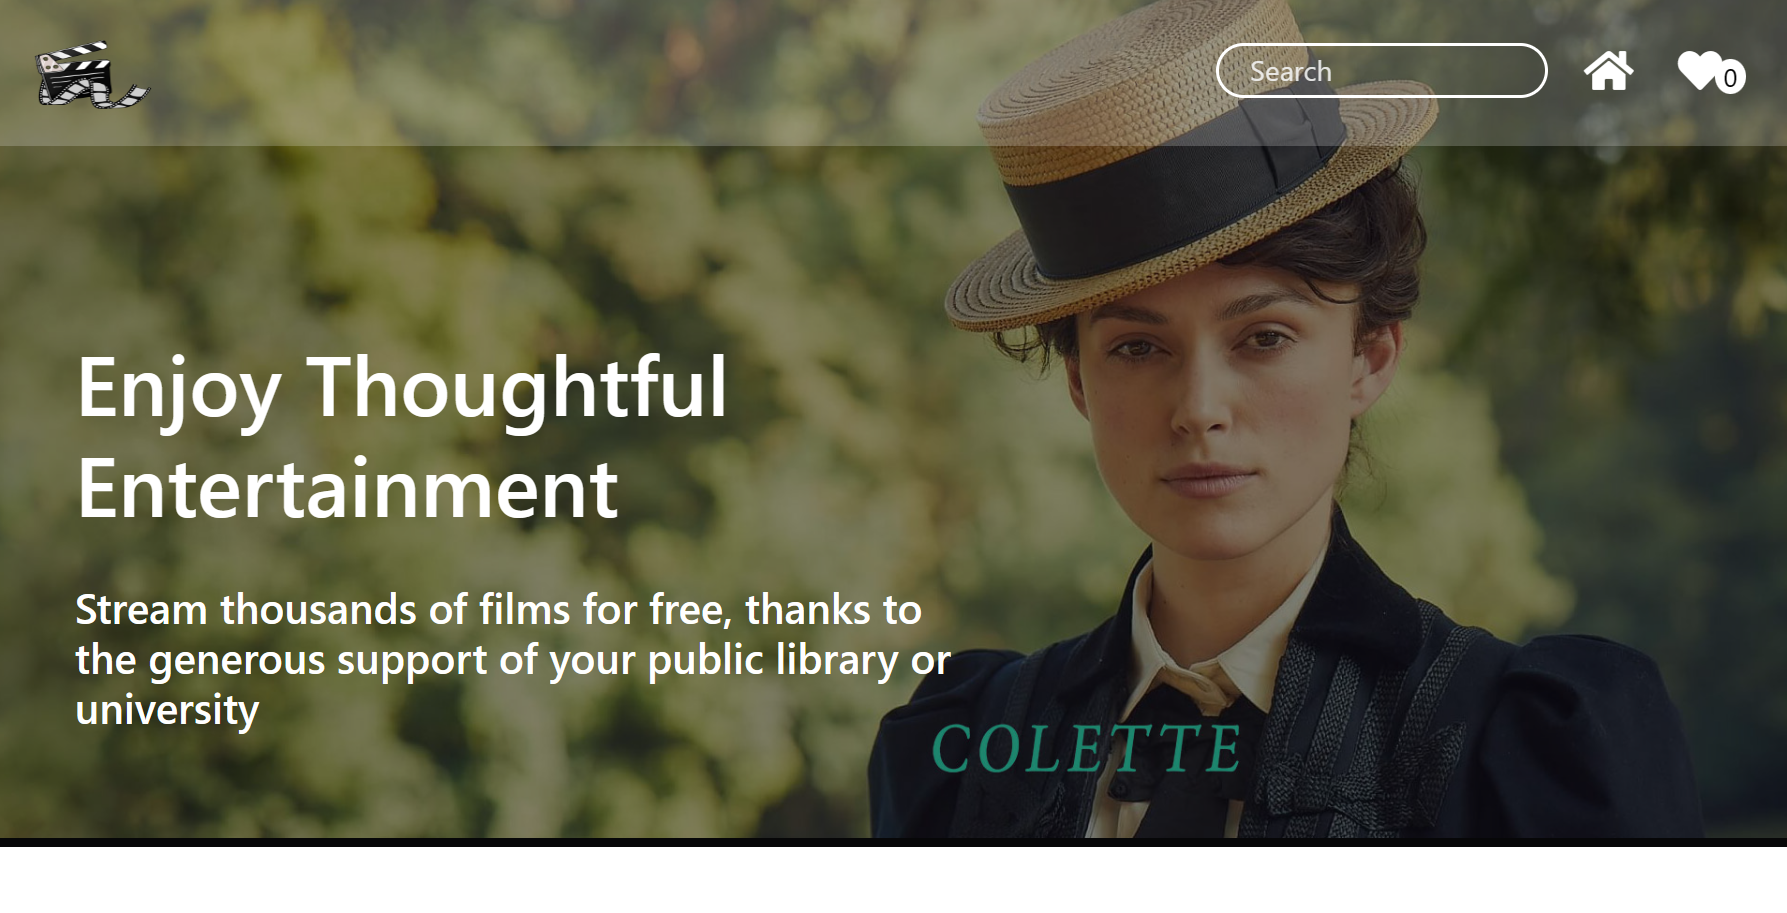 Search
0
Enjoy Thoughtful
Entertainment
Stream thousands of films for free, thanks to
the generous support of your public library or
university
COLETTE